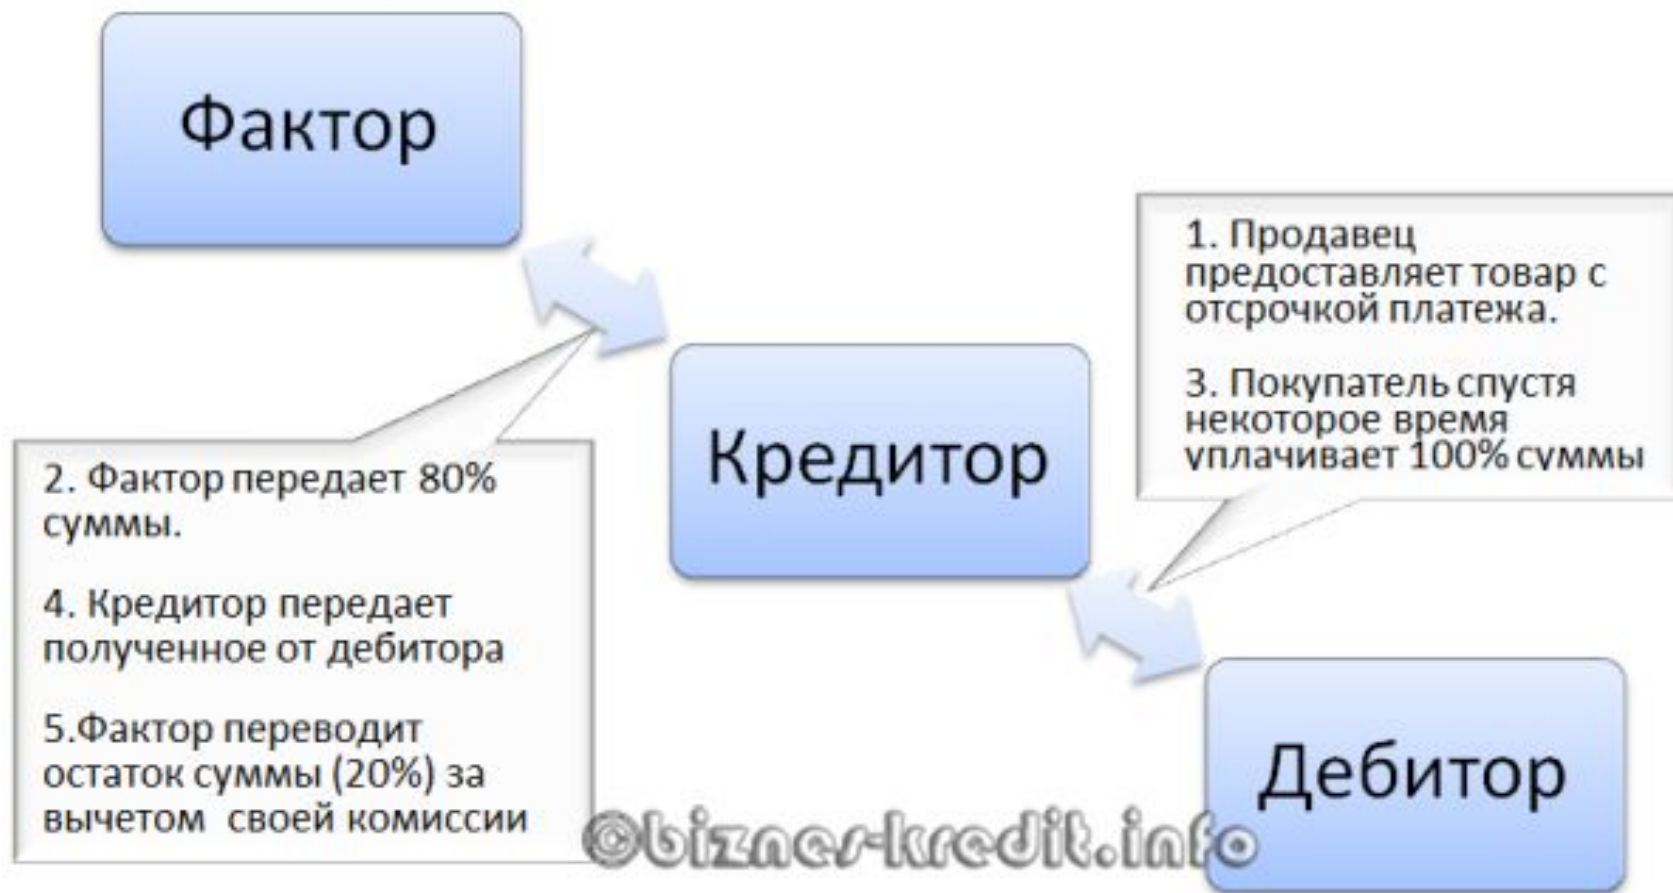 Фактор
1. Продавец
предоставляет товар с
отсрочкой платежа.
3. Покупатель спустя
некоторое время
уплачивает 100% суммы
Кредитор
2. Фактор передает 80%
суммы.
4. Кредитор передает
полученное от дебитора
5.Фактор переводит
остаток суммы (20%) за
вычетом своей комиссии
Дебитор
©biznes-kredit.info